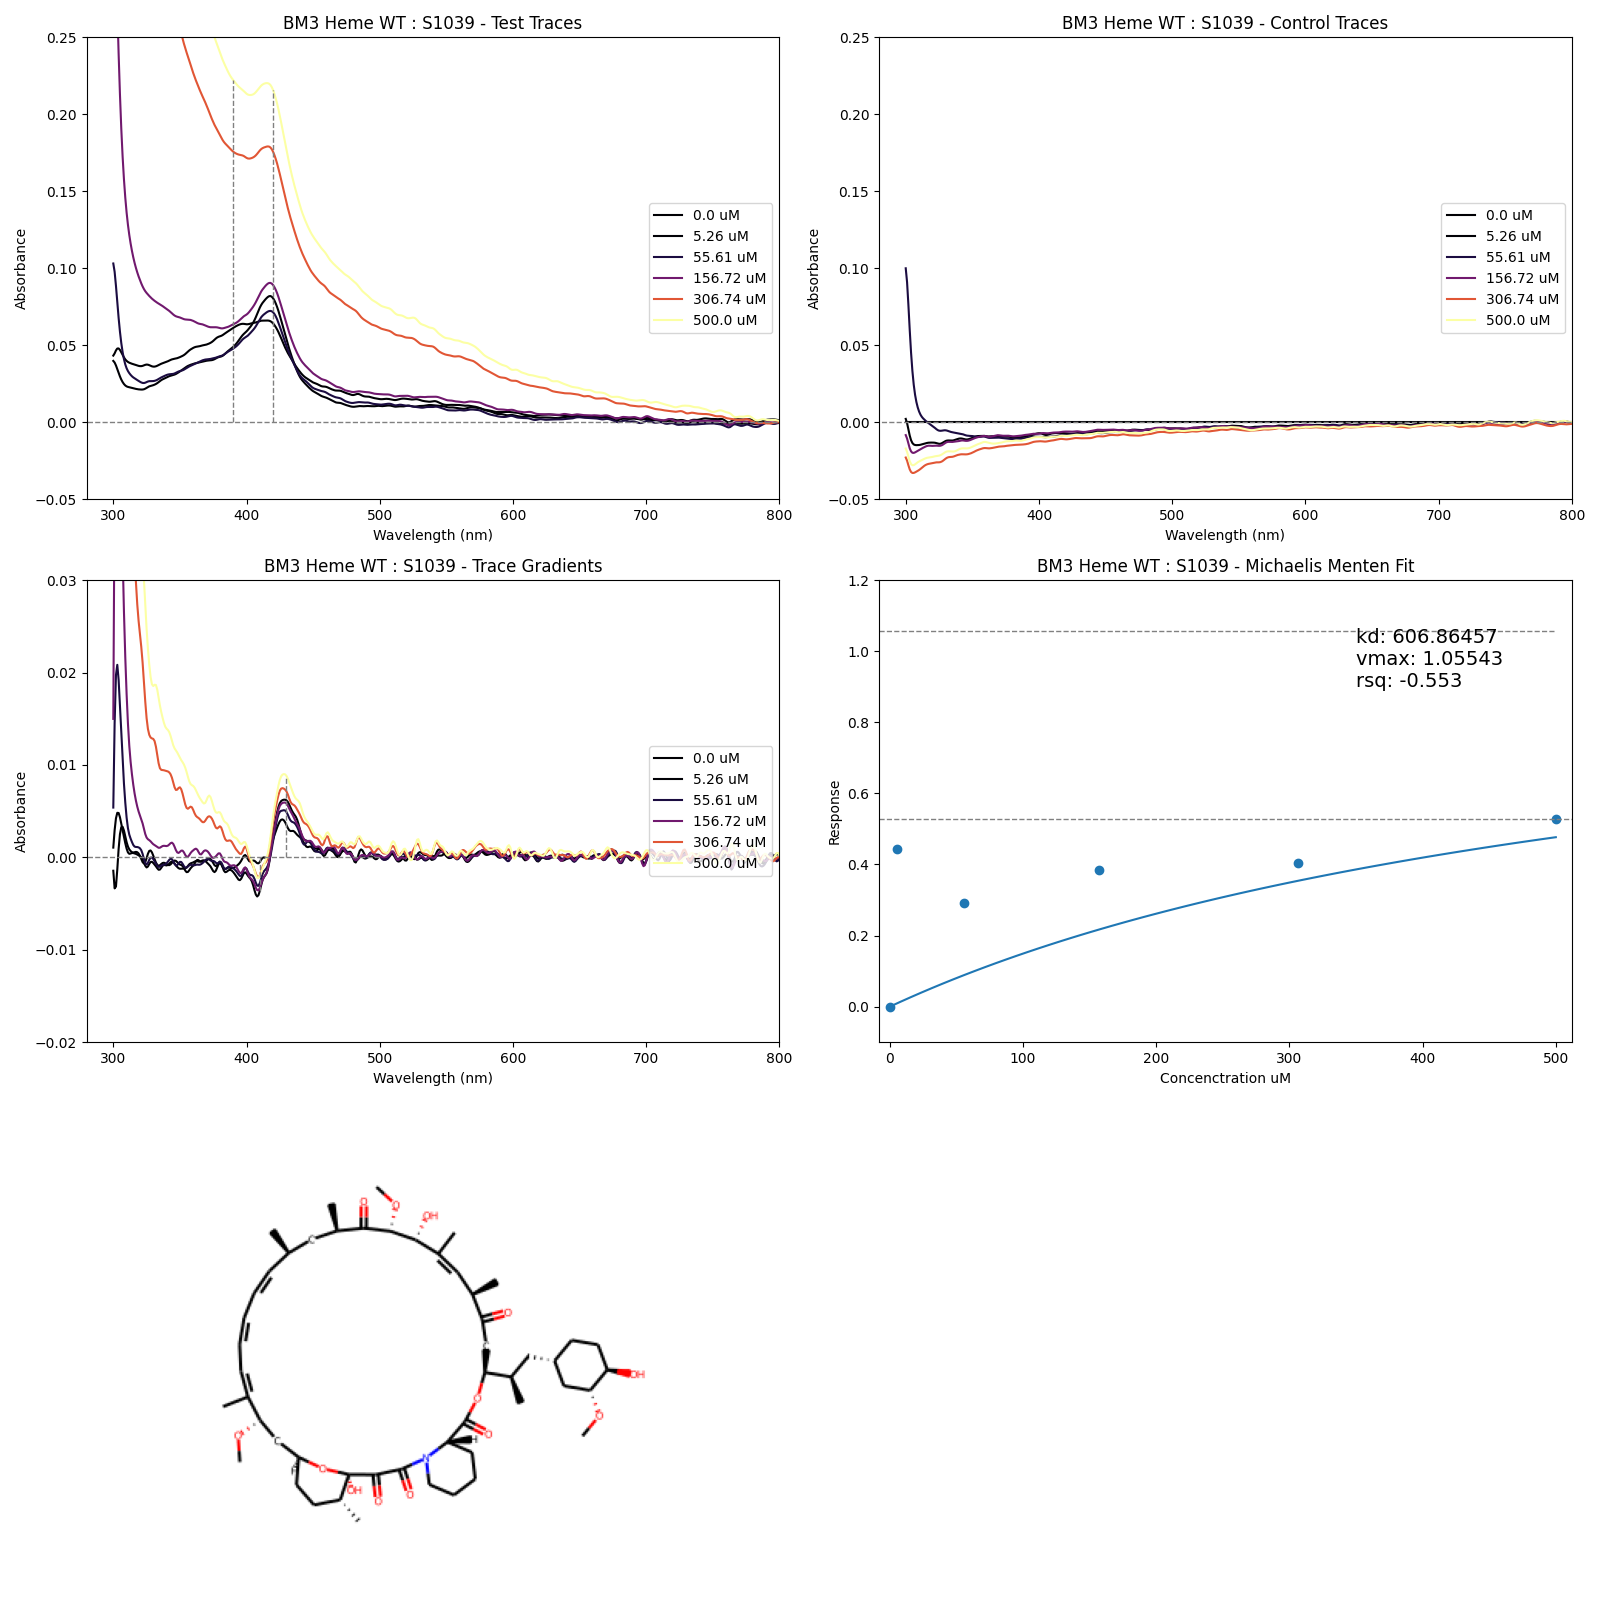 BM3 Heme WT : S1039 - Test Traces
0.25
0.20
0.15
0.10
0.05
0.00
−0.05
Absorbance
300 400 500 600 700 800
Wavelength (nm)
0.0 uM
5.26 uM
55.61 uM
156.72 uM
306.74 uM
500.0 uM
BM3 Heme WT : S1039 - Control Traces
0.25
0.20
0.15
0.10
0.05
0.00
−0.05
Absorbance
300 400 500 600 700 800
Wavelength (nm)
0.0 uM
5.26 uM
55.61 uM
156.72 uM
306.74 uM
500.0 uM
BM3 Heme WT : S1039 - Trace Gradients
0.03
0.02
0.01
0.00
−0.01
−0.02
Absorbance
300 400 500 600 700 800
Wavelength (nm)
0.0 uM
5.26 uM
55.61 uM
156.72 uM
306.74 uM
500.0 uM
BM3 Heme WT : S1039 - Michaelis Menten Fit
1.2
1.0
0.8
0.6
0.4
0.2
0.0
Response
0 100 200 300 400 500
Concenctration uM
kd: 606.86457
vmax: 1.05543
rsq: -0.553
O
O
OH
C
O
C
OH
O
O
O
H
N
O
C
H
O
OH
O
O